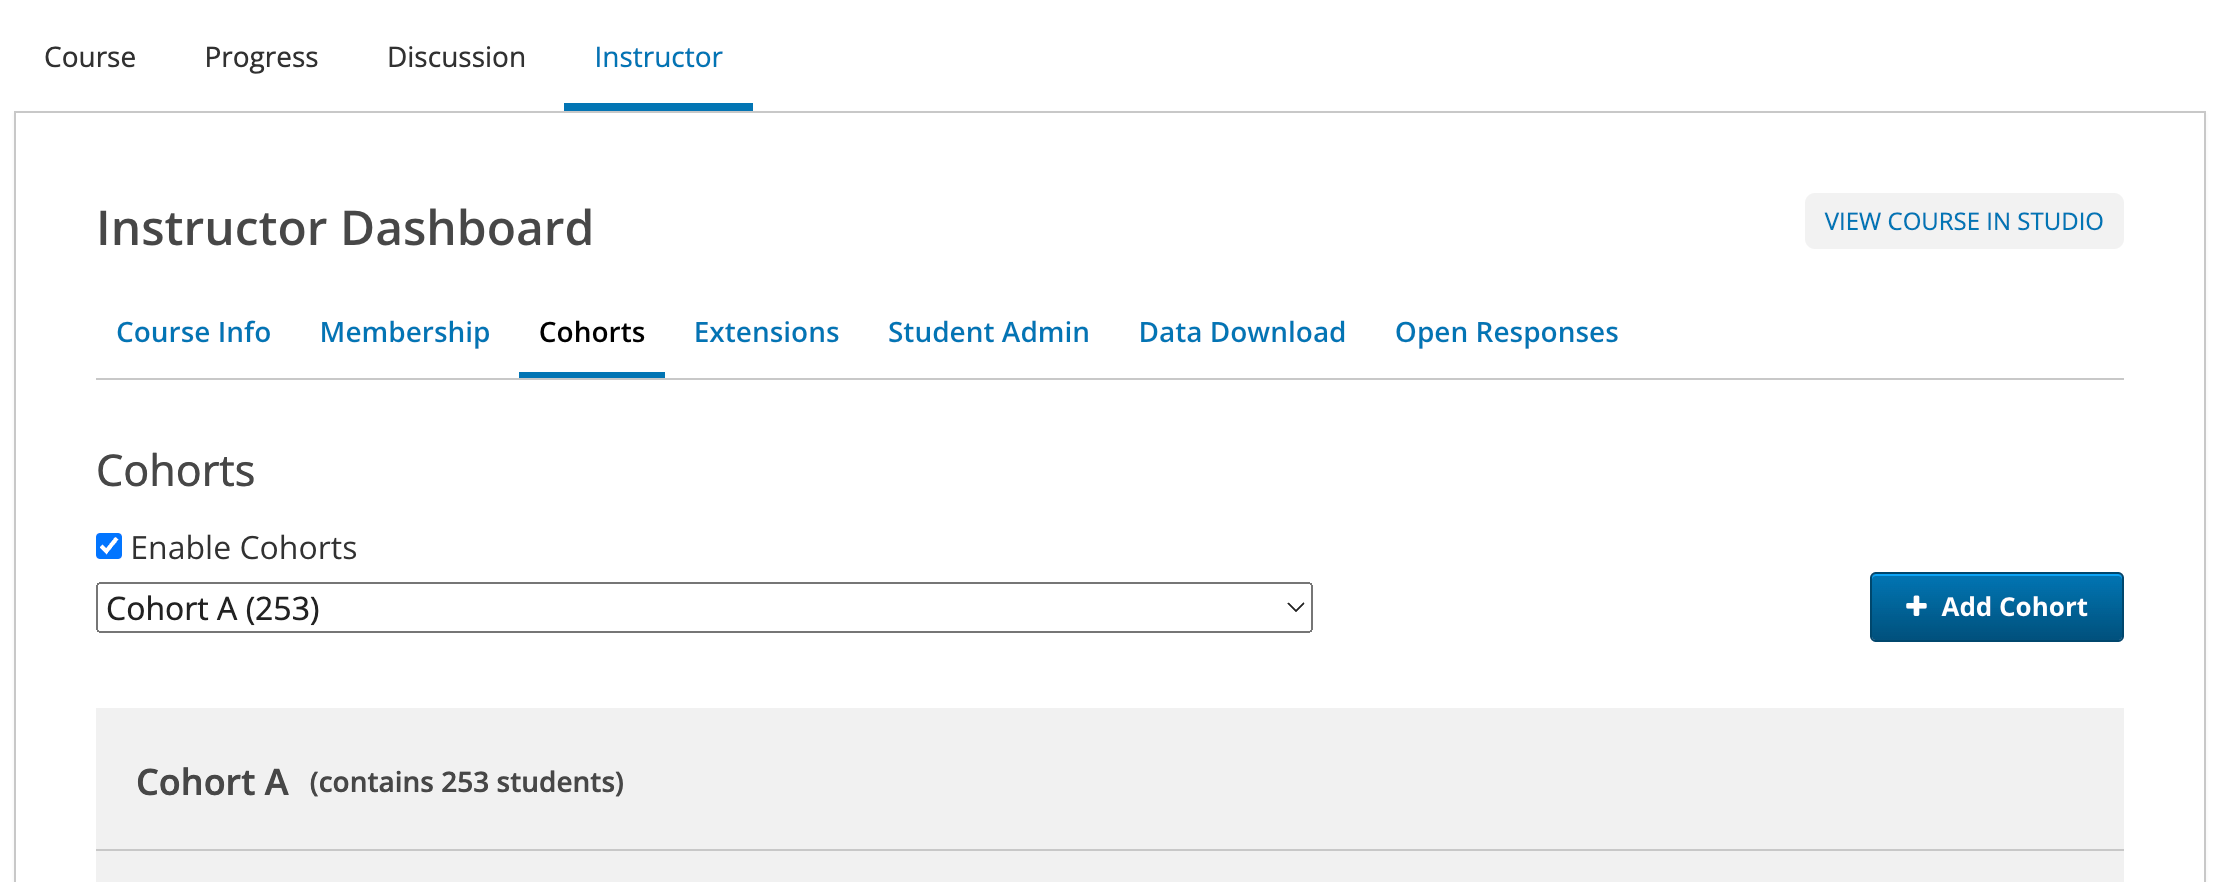 Course Progress Discussion Instructor
Instructor Dashboard
VIEW COURSE IN STUDIO
Course Info Membership Cohorts Extensions Student Admin Data Download Open Responses
Cohorts
Enable Cohorts
Cohort A (253)
+ Add Cohort
Cohort A (contains 253 students)